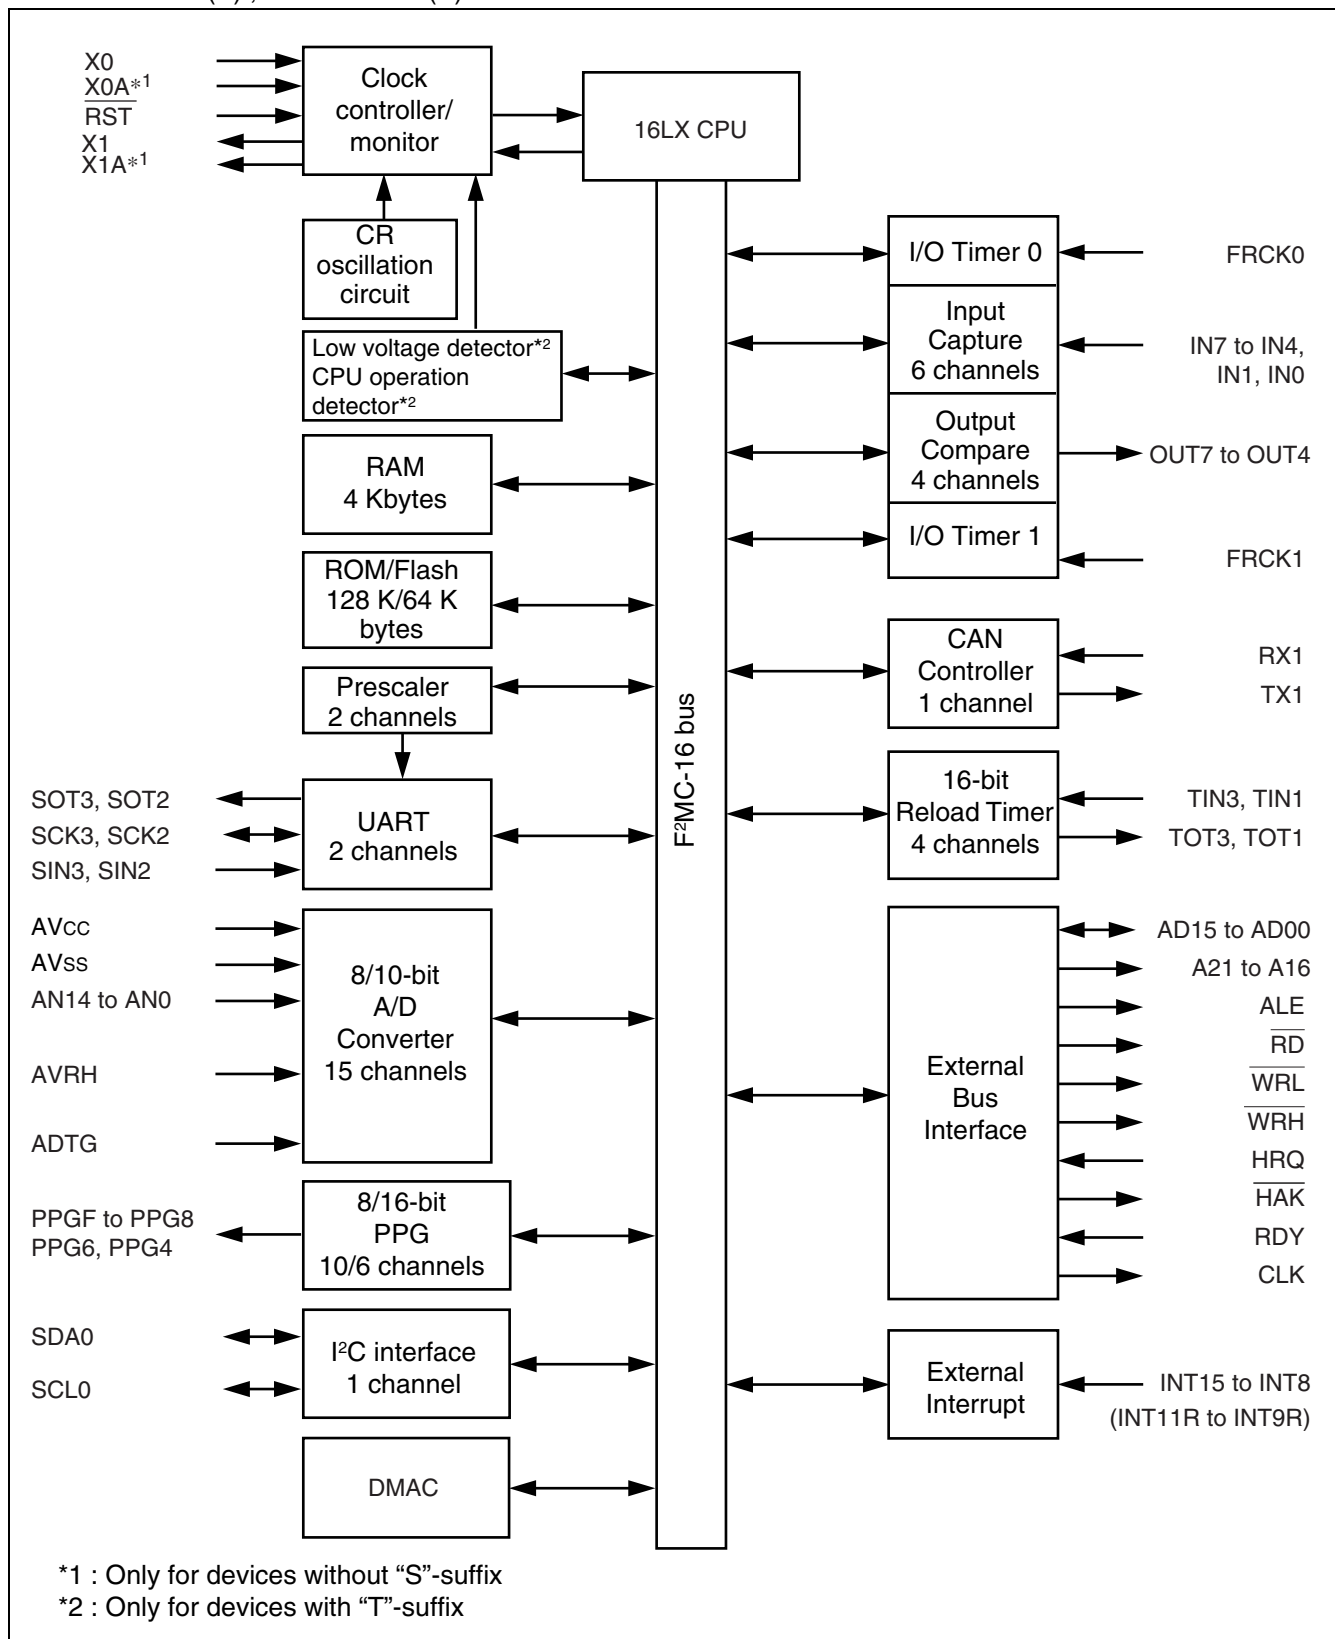 X0
X0A*1
RST
X1
X1A*1
Clock
controller/
monitor
16LX CPU
CR
oscillation
circuit
Low voltage detector*2
CPU operation
detector*2
RAM
4 Kbytes
ROM/Flash
128 K/64 K
bytes
Prescaler
2 channels
SOT3, SOT2
SCK3, SCK2
SIN3, SIN2
UART
2 channels
AVCC
AVSS
AN14 to AN0
AVRH
ADTG
8/10-bit
A/D
Converter
15 channels
PPGF to PPG8
PPG6, PPG4
8/16-bit
PPG
10/6 channels
SDA0
SCL0
I²C interface
1 channel
DMAC
F²MC-16 bus
I/O Timer 0
FRCK0
Input
Capture
6 channels
IN7 to IN4,
IN1, IN0
Output
Compare
4 channels
OUT7 to OUT4
I/O Timer 1
FRCK1
CAN
Controller
1 channel
RX1
TX1
16-bit
Reload Timer
4 channels
TIN3, TIN1
TOT3, TOT1
External
Bus
Interface
AD15 to AD00
A21 to A16
ALE
RD
WRL
WRH
HRQ
HAK
RDY
CLK
External
Interrupt
INT15 to INT8
(INT11R to INT9R)
*1 : Only for devices without “S”-suffix
*2 : Only for devices with “T”-suffix